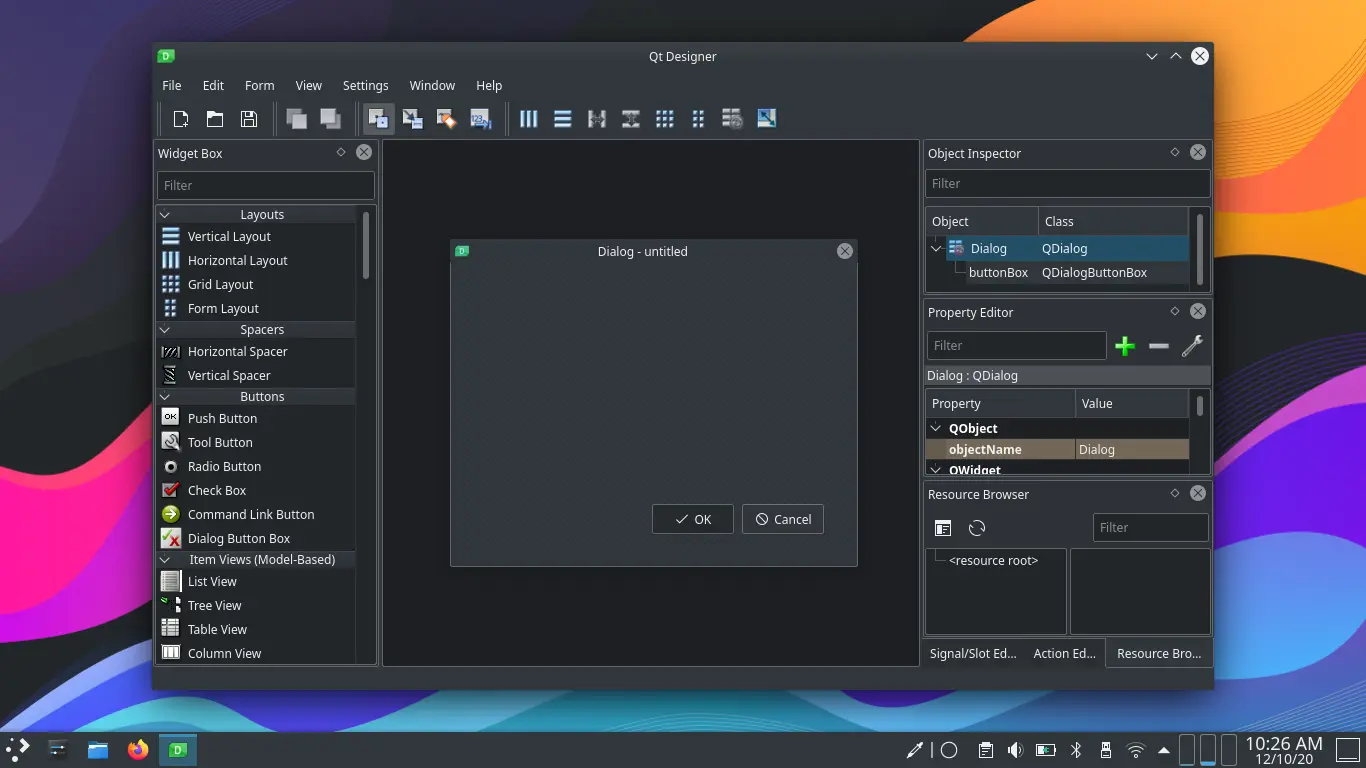 Qt Designer
File Edit Form View Settings Window Help
Widget Box
Filter
Layouts
Vertical Layout
Horizontal Layout
Grid Layout
Form Layout
Spacers
Horizontal Spacer
Vertical Spacer
Buttons
OK Push Button
Tool Button
Radio Button
Check Box
Command Link Button
Dialog Button Box
Item Views (Model-Based)
List View
Tree View
Table View
Column View
Dialog - untitled
OK Cancel
Object Inspector
Filter
Object Class
Dialog QDialog
buttonBox QDialogButtonBox
Property Editor
Filter
Dialog : QDialog
Property Value
QObject
objectName Dialog
QWidget
Resource Browser
Filter
<resource root>
Signal/Slot Ed... Action Ed... Resource Bro...
10:26 AM
12/10/20